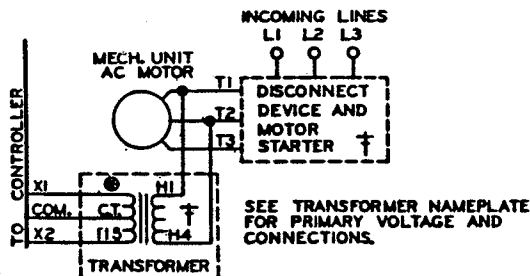 INCOMING LINES
L1 L2 L3
MECH. UNIT
AC MOTOR
T1
T2
T3
DISCONNECT
DEVICE AND
MOTOR
STARTER
TO CONTROLLER
X1
COM.
X2
C.T.
T15
H1
H4
TRANSFORMER
SEE TRANSFORMER NAMEPLATE
FOR PRIMARY VOLTAGE AND
CONNECTIONS.